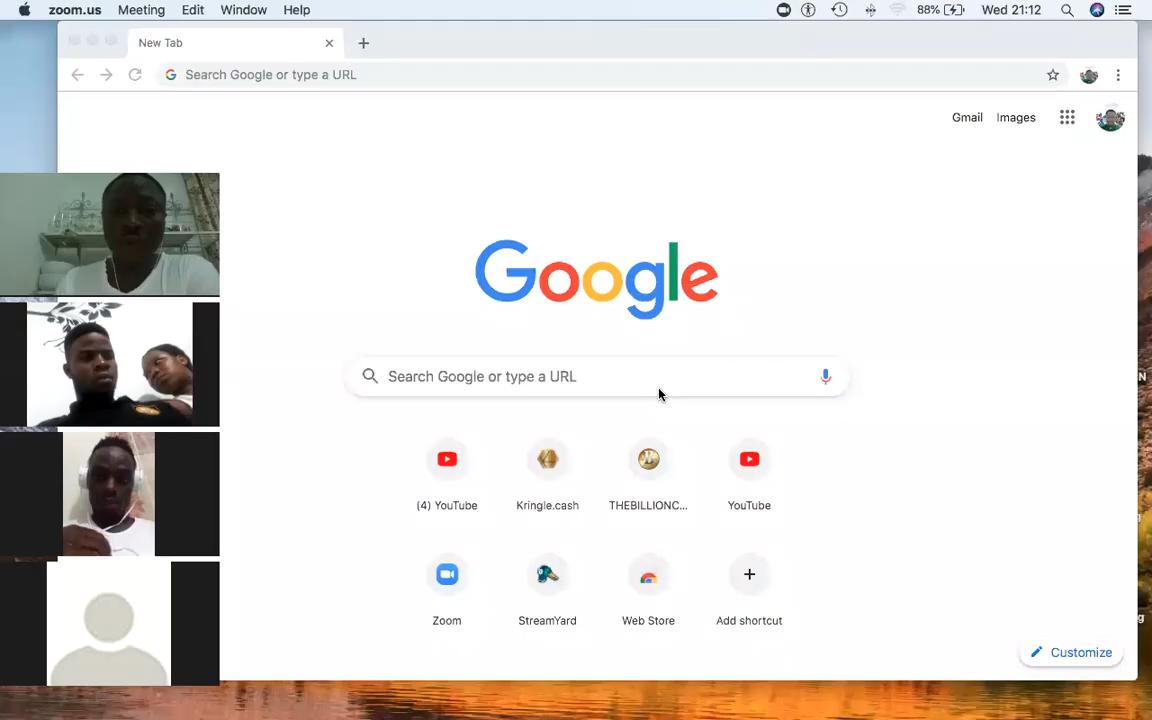 zoom.us Meeting Edit Window Help 88% Wed 21:12
New Tab
Search Google or type a URL
Gmail Images
Google
Search Google or type a URL
(4) YouTube Kringle.cash THEBILLIONC... YouTube
Zoom StreamYard Web Store Add shortcut
Customize